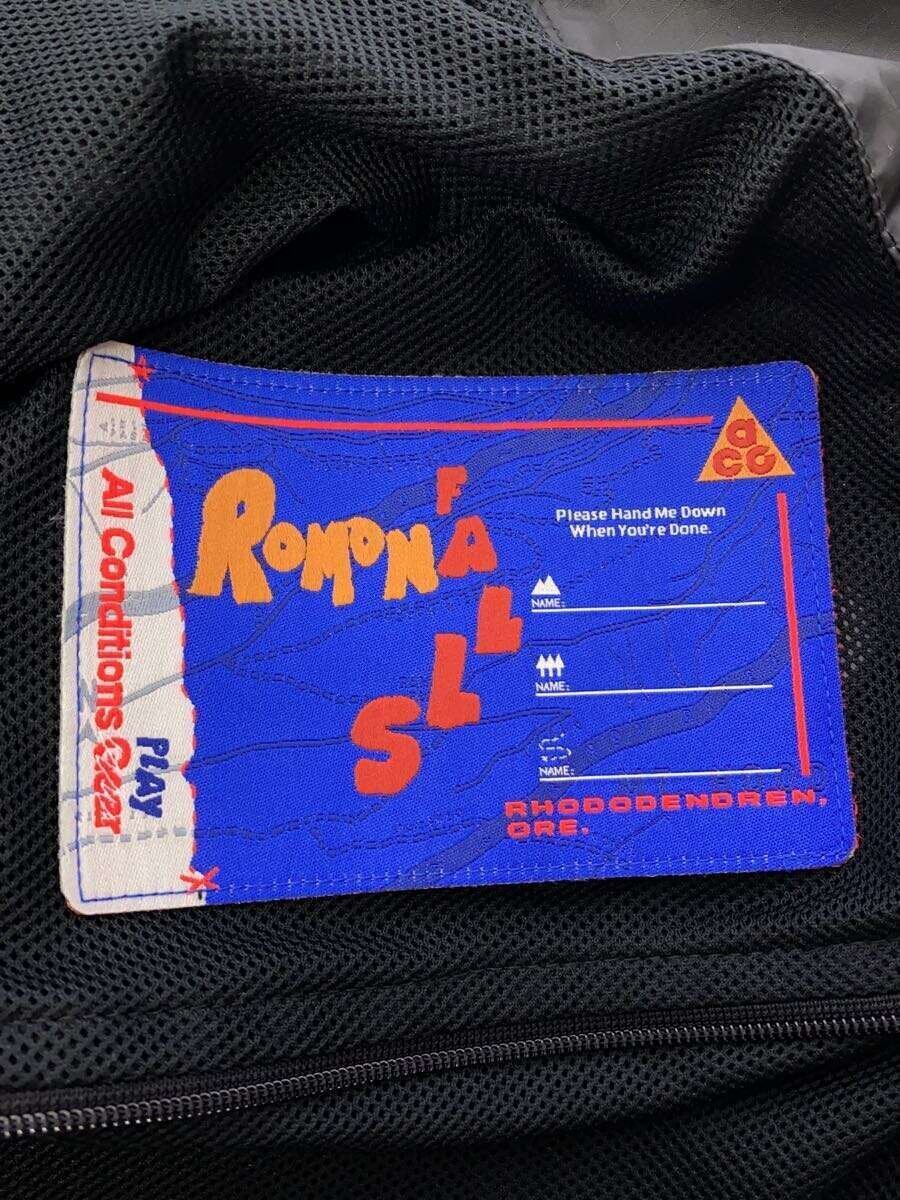 All Conditions Gear
PLAY
ROMONA
FALLS
aCG
Please Hand Me Down
When You're Done.
NAME:
NAME:
NAME:
RHODODENDREN,
ORE.